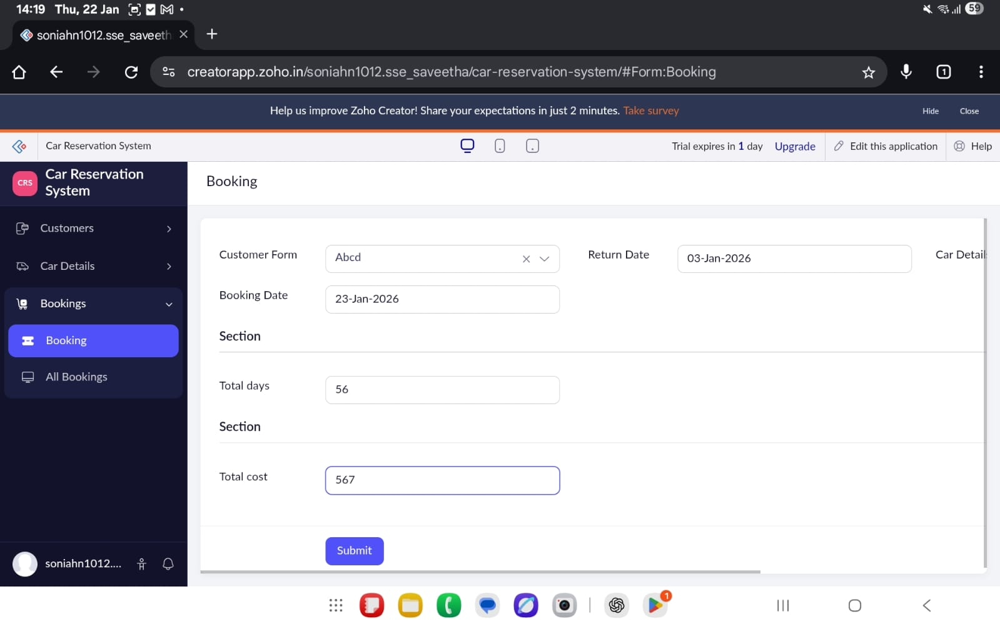 14:19 Thu, 22 Jan
59
soniahn1012.sse_saveeth
creatorapp.zoho.in/soniahn1012.sse_saveetha/car-reservation-system/#Form:Booking
1
Help us improve Zoho Creator! Share your expectations in just 2 minutes. Take survey
Hide
Close
Car Reservation System
Trial expires in 1 day
Upgrade
Edit this application
Help
CRS
Car Reservation
System
Customers
Car Details
Bookings
Booking
All Bookings
soniahn1012....
Booking
Customer Form
Abcd
Return Date
03-Jan-2026
Car Detail
Booking Date
23-Jan-2026
Section
Total days
56
Section
Total cost
567
Submit
1